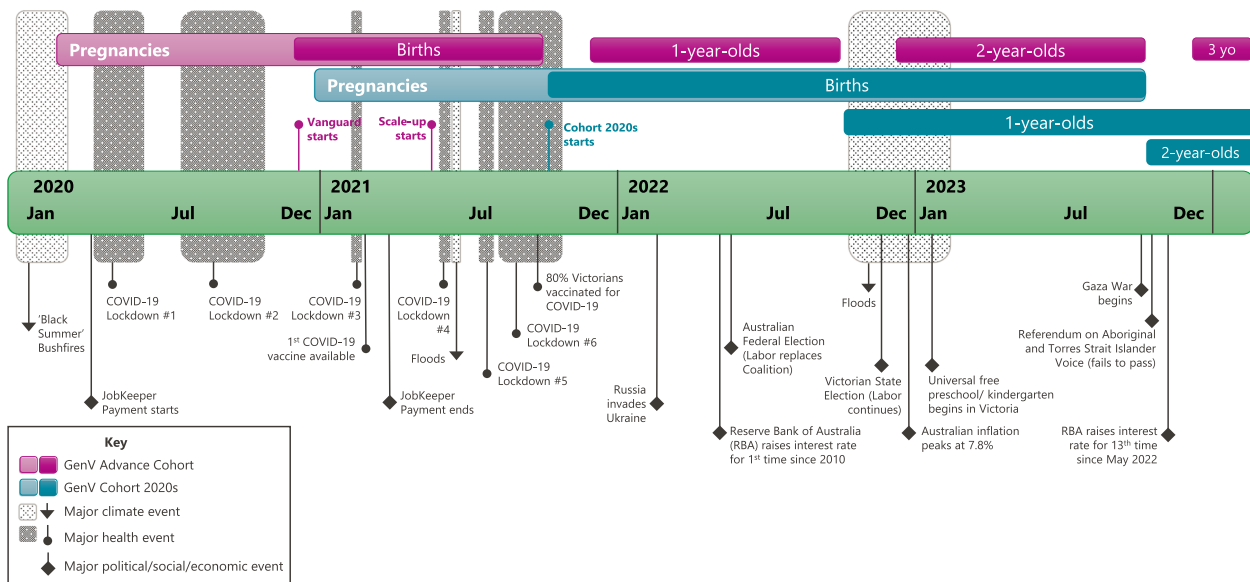 Pregnancies
Births
1-year-olds
2-year-olds
3 yo
Pregnancies
Births
Vanguard
starts
Scale-up
starts
Cohort 2020s
starts
1-year-olds
2-year-olds
2020
2021
2022
2023
Jan
Jul
Dec
Jan
Jul
Dec
Jan
Jul
Dec
Jan
Jul
Dec
'Black
Summer'
Bushfires
JobKeeper
Payment starts
COVID-19
Lockdown #1
COVID-19
Lockdown #2
COVID-19
Lockdown #3
1st COVID-19
vaccine available
JobKeeper
Payment ends
COVID-19
Lockdown
#4
Floods
COVID-19
Lockdown #5
COVID-19
Lockdown #6
80% Victorians
vaccinated for
COVID-19
Russia
invades
Ukraine
Reserve Bank of Australia
(RBA) raises interest rate
for 1st time since 2010
Australian
Federal Election
(Labor replaces
Coalition)
Floods
Victorian State
Election (Labor
continues)
Australian inflation
peaks at 7.8%
Universal free
preschool/ kindergarten
begins in Victoria
Gaza War
begins
Referendum on Aboriginal
and Torres Strait Islander
Voice (fails to pass)
RBA raises interest
rate for 13th time
since May 2022
Key
GenV Advance Cohort
GenV Cohort 2020s
Major climate event
Major health event
Major political/social/economic event